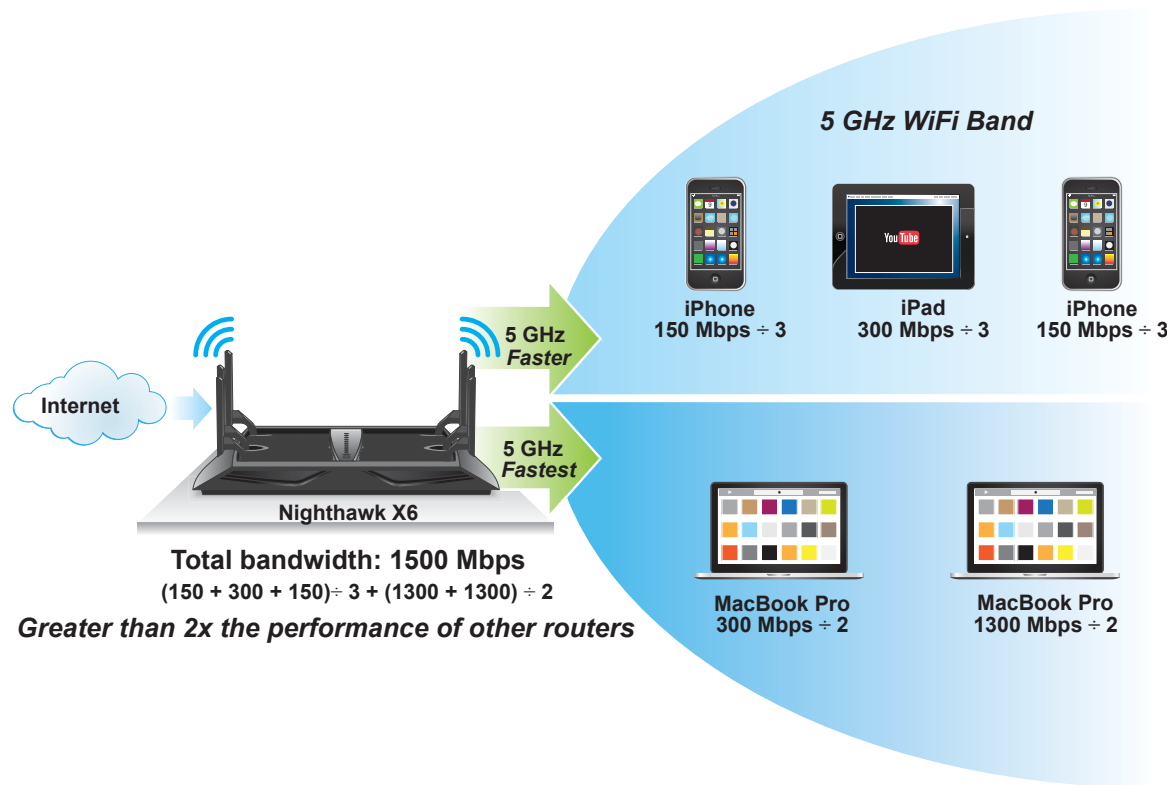 5 GHz WiFi Band
You Tube
iPhone
150 Mbps ÷ 3
iPad
300 Mbps ÷ 3
iPhone
150 Mbps ÷ 3
5 GHz
Faster
Internet
5 GHz
Fastest
Nighthawk X6
Total bandwidth: 1500 Mbps
(150 + 300 + 150)÷ 3 + (1300 + 1300) ÷ 2
Greater than 2x the performance of other routers
MacBook Pro
300 Mbps ÷ 2
MacBook Pro
1300 Mbps ÷ 2